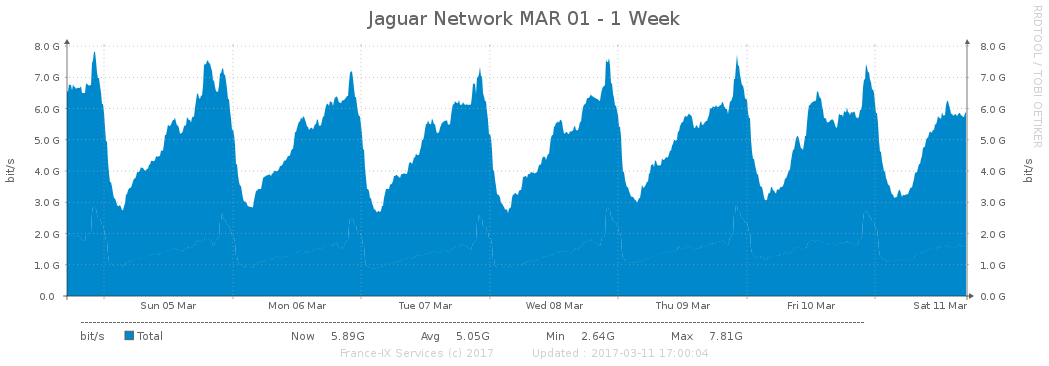 Jaguar Network MAR 01 - 1 Week
RRDTOOL / TOBI OETIKER
bit/s
8.0 G 8.0 G
7.0 G 7.0 G
6.0 G 6.0 G
5.0 G 5.0 G
4.0 G 4.0 G
3.0 G 3.0 G
2.0 G 2.0 G
1.0 G 1.0 G
0.0 0.0 G
bit/s
Sun 05 Mar Mon 06 Mar Tue 07 Mar Wed 08 Mar Thu 09 Mar Fri 10 Mar Sat 11 Mar
bit/s Total Now 5.89G Avg 5.05G Min 2.64G Max 7.81G
France-IX Services (c) 2017 Updated : 2017-03-11 17:00:04